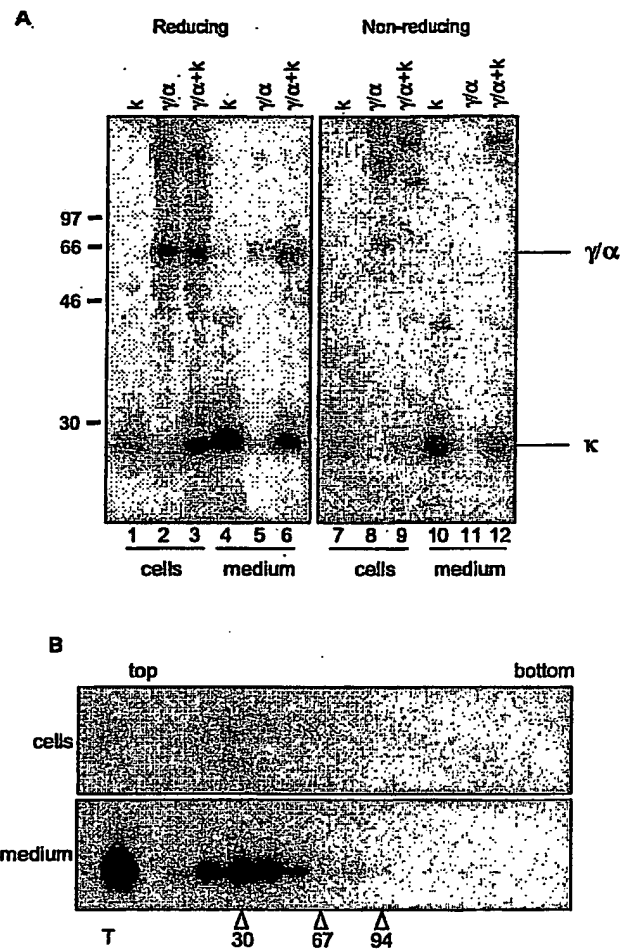 A
Reducing Non-reducing
k γ/α γ/α+k k γ/α γ/α+k k γ/α γ/α+k k γ/α γ/α+k
97
66
γ/α
46
30
κ
1 2 3 4 5 6 7 8 9 10 11 12
cells medium cells medium
B
top bottom
cells
medium
T 30 67 94